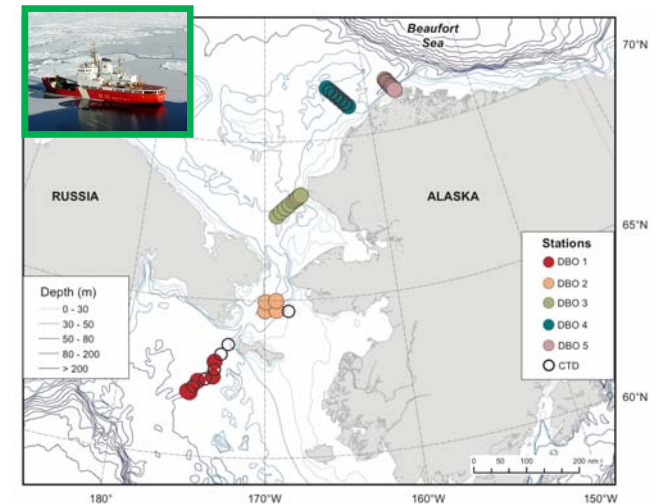 Beaufort
Sea
70°N
RUSSIA
ALASKA
65°N
Stations
DBO 1
DBO 2
DBO 3
DBO 4
DBO 5
CTD
Depth (m)
0 - 30
30 - 50
50 - 80
80 - 200
> 200
60°N
0 50 100 200 nm
180°
170°W
160°W
150°W